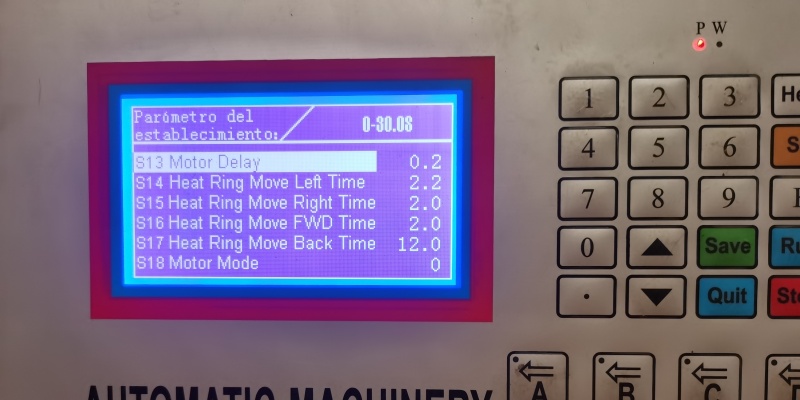 P W
Parámetro del
establecimiento:
0-30.0S
S13 Motor Delay 0.2
S14 Heat Ring Move Left Time 2.2
S15 Heat Ring Move Right Time 2.0
S16 Heat Ring Move FWD Time 2.0
S17 Heat Ring Move Back Time 12.0
S18 Motor Mode 0
1 2 3
4 5 6
7 8 9
0 Save
. Quit
AUTOMATIC MACHINERY
A B C